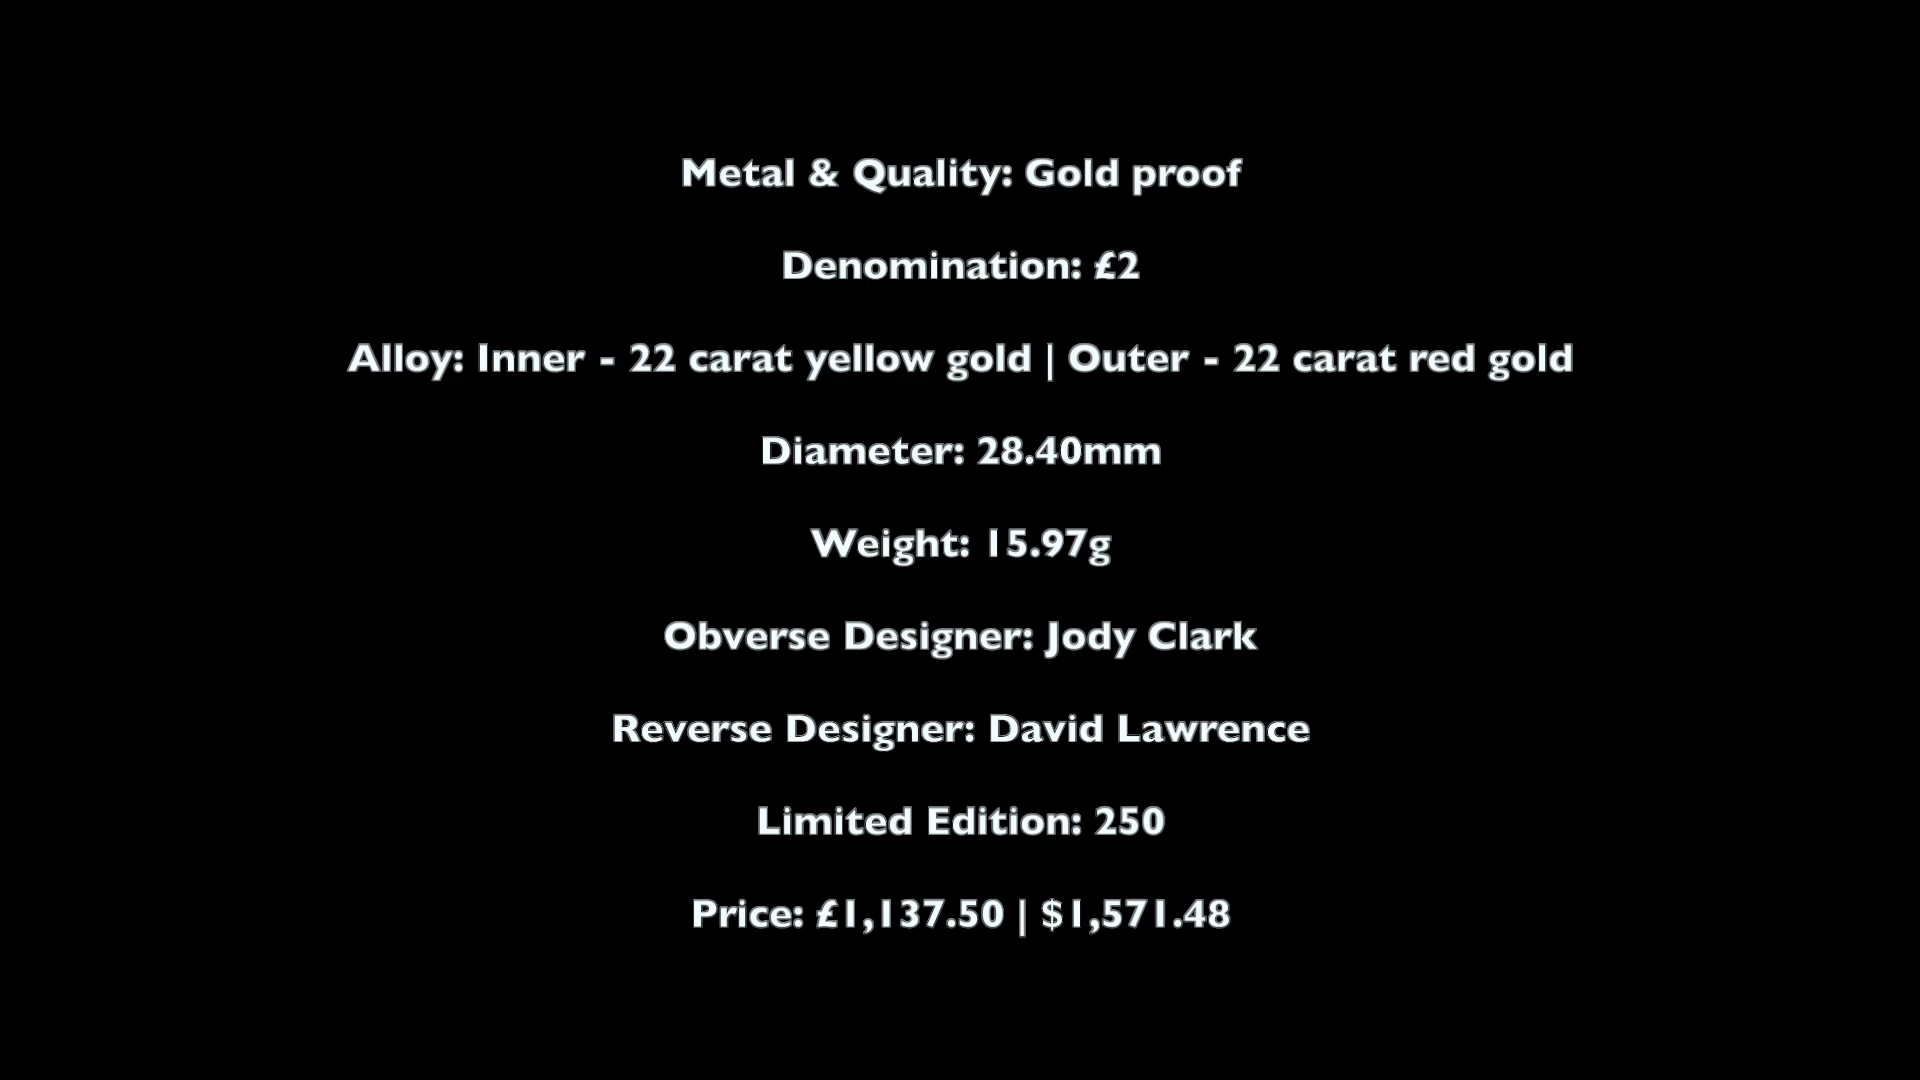 Metal & Quality: Gold proof
Denomination: £2
Alloy: Inner - 22 carat yellow gold | Outer - 22 carat red gold
Diameter: 28.40mm
Weight: 15.97g
Obverse Designer: Jody Clark
Reverse Designer: David Lawrence
Limited Edition: 250
Price: £1,137.50 | $1,571.48